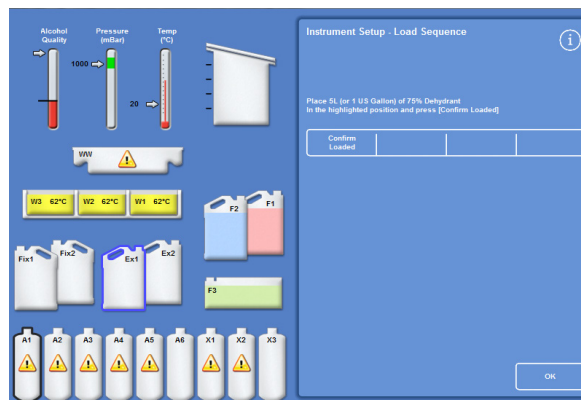 Alcohol
Quality
Pressure
(mBar)
Temp
(°C)
1000
20
WW
W3 62°C
W2 62°C
W1 62°C
F2
F1
Fix1
Fix2
Ex1
Ex2
F3
A1
A2
A3
A4
A5
A6
X1
X2
X3
Instrument Setup - Load Sequence
i
Place 5L (or 1 US Gallon) of 75% Dehydrant
In the highlighted position and press [Confirm Loaded]
Confirm
Loaded
OK